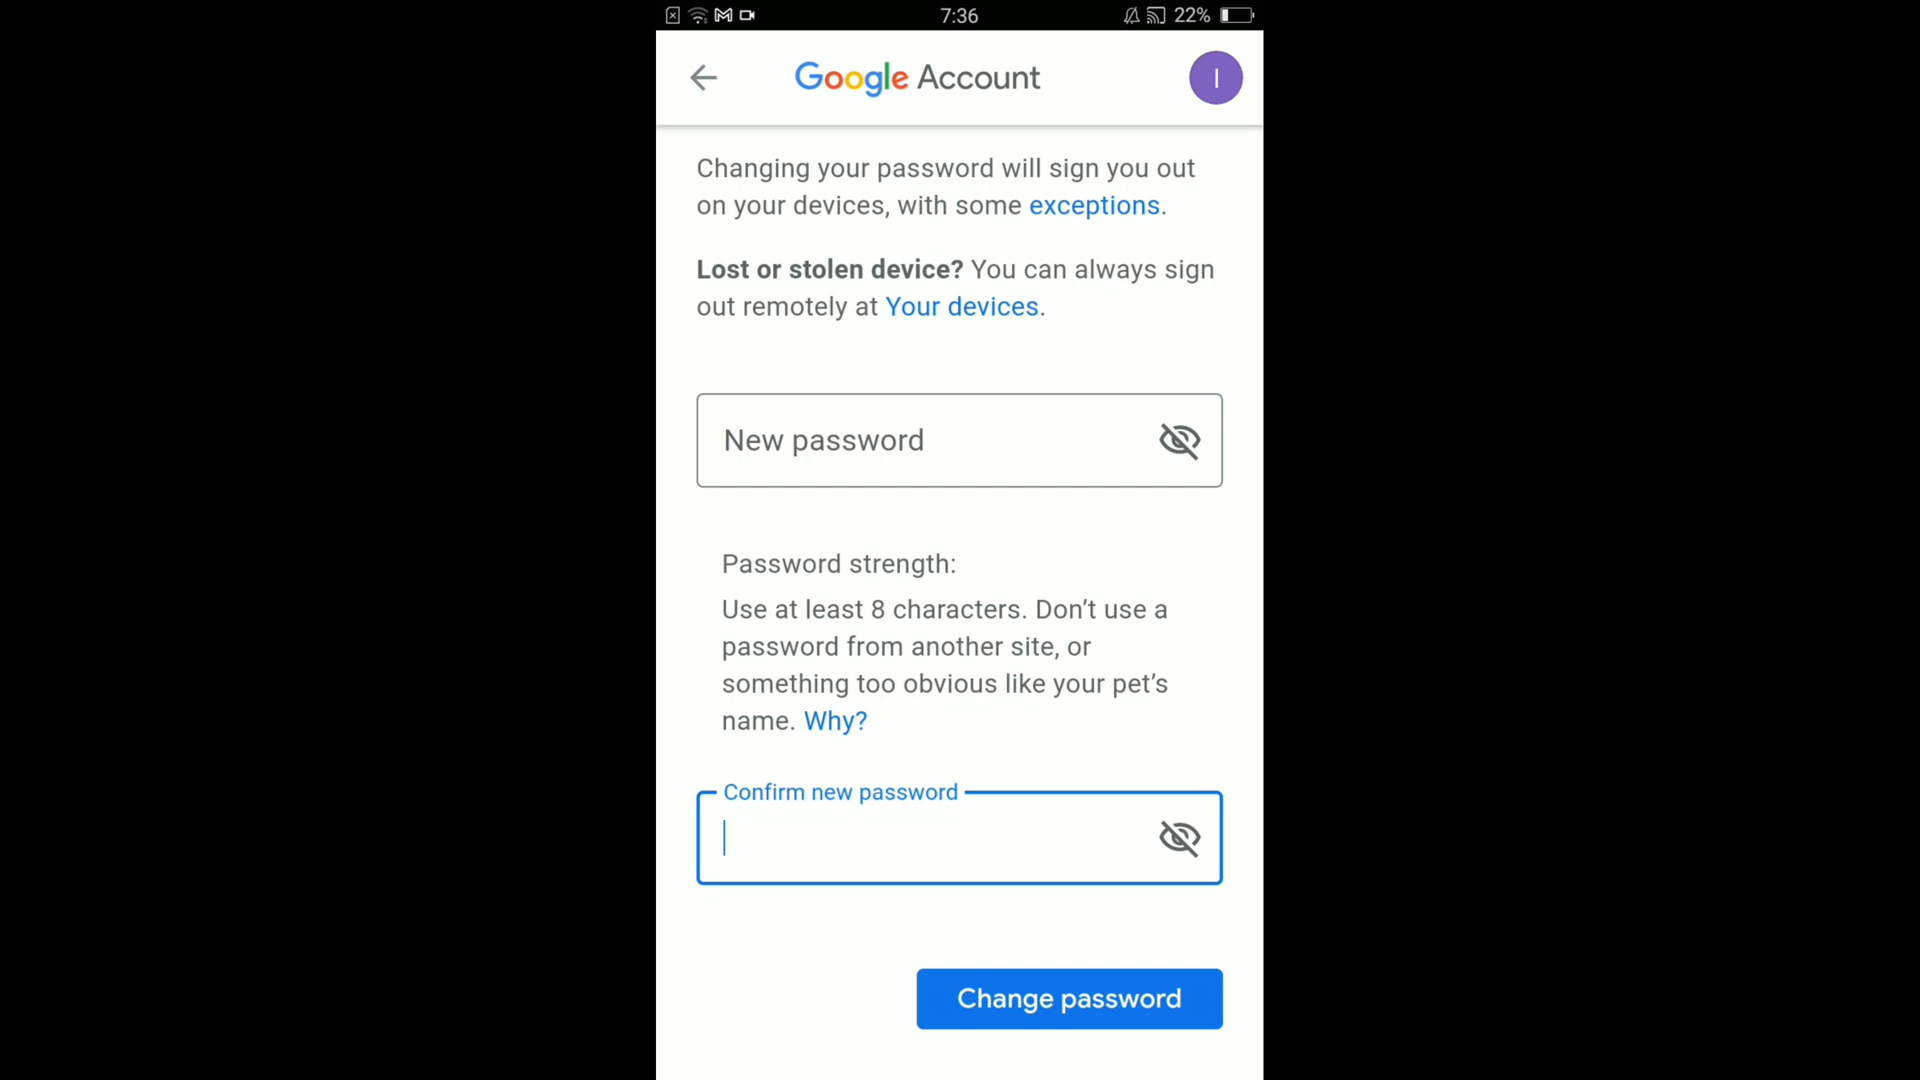 7:36
22%
Google Account
I
Changing your password will sign you out
on your devices, with some exceptions.
Lost or stolen device? You can always sign
out remotely at Your devices.
New password
Password strength:
Use at least 8 characters. Don’t use a
password from another site, or
something too obvious like your pet’s
name. Why?
Confirm new password
Change password